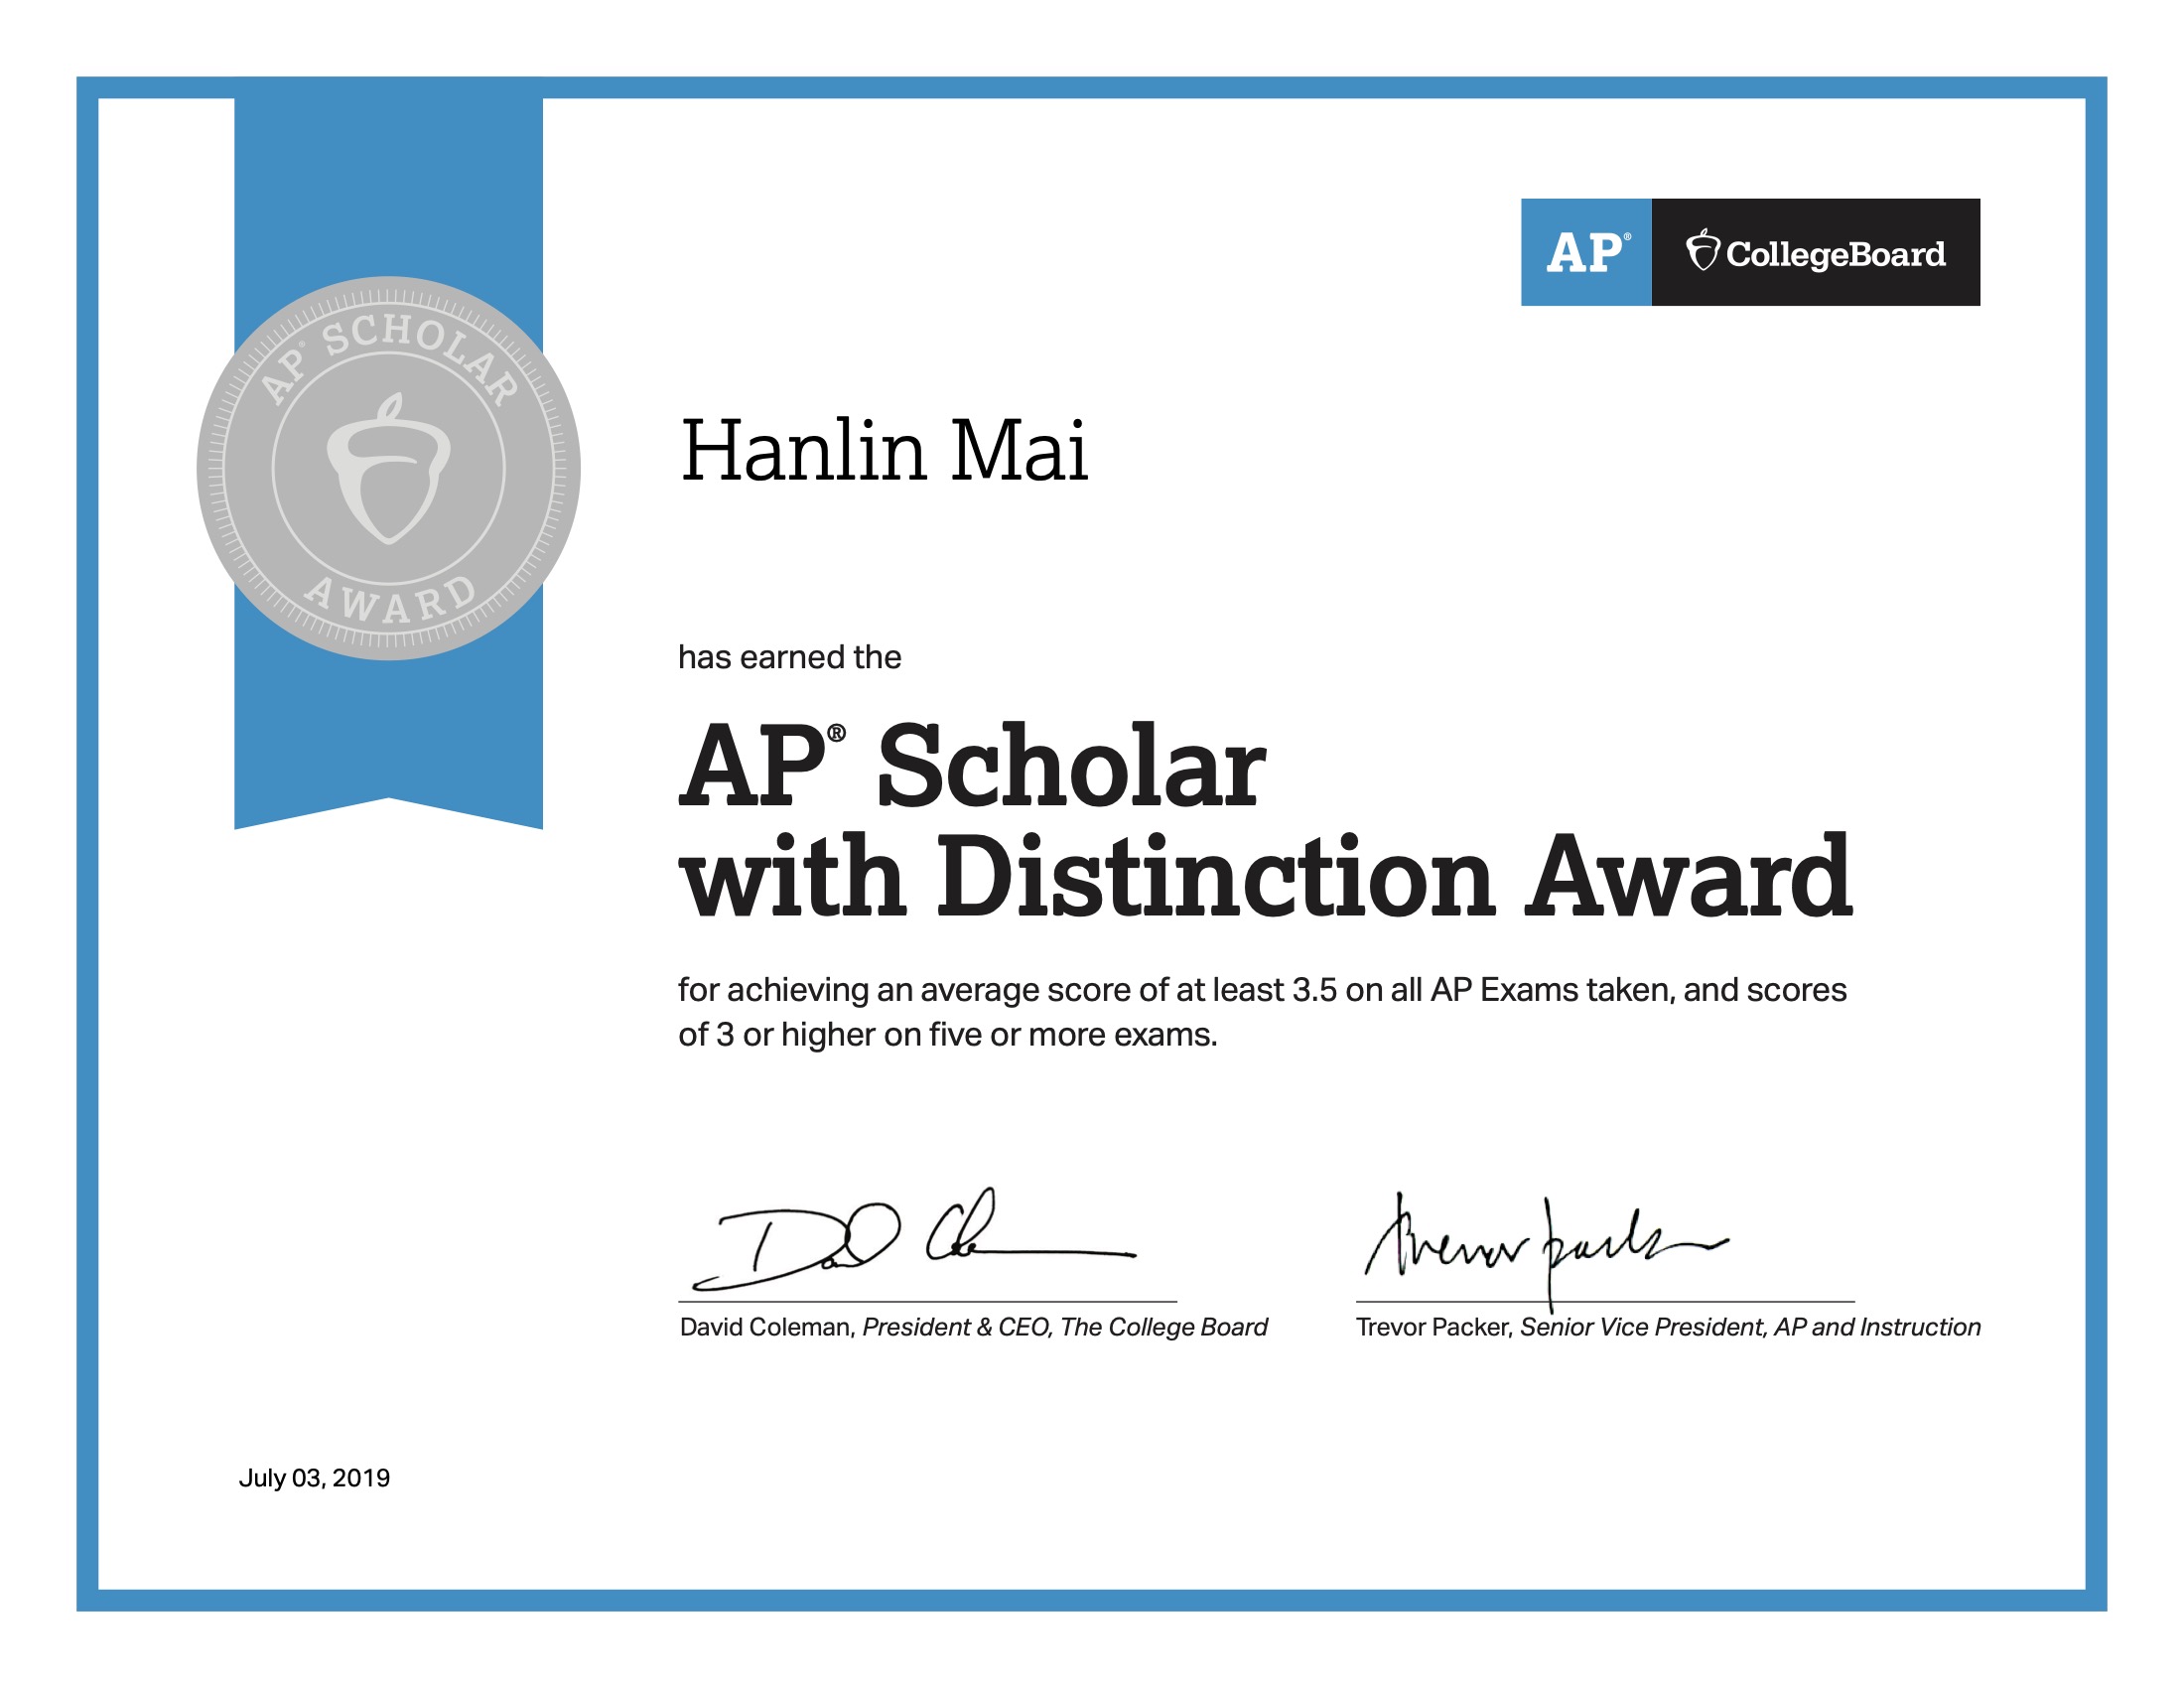 AP® CollegeBoard
AP® SCHOLAR
AWARD
Hanlin Mai
has earned the
AP® Scholar
with Distinction Award
for achieving an average score of at least 3.5 on all AP Exams taken, and scores
of 3 or higher on five or more exams.
David Coleman, President & CEO, The College Board
Trevor Packer, Senior Vice President, AP and Instruction
July 03, 2019